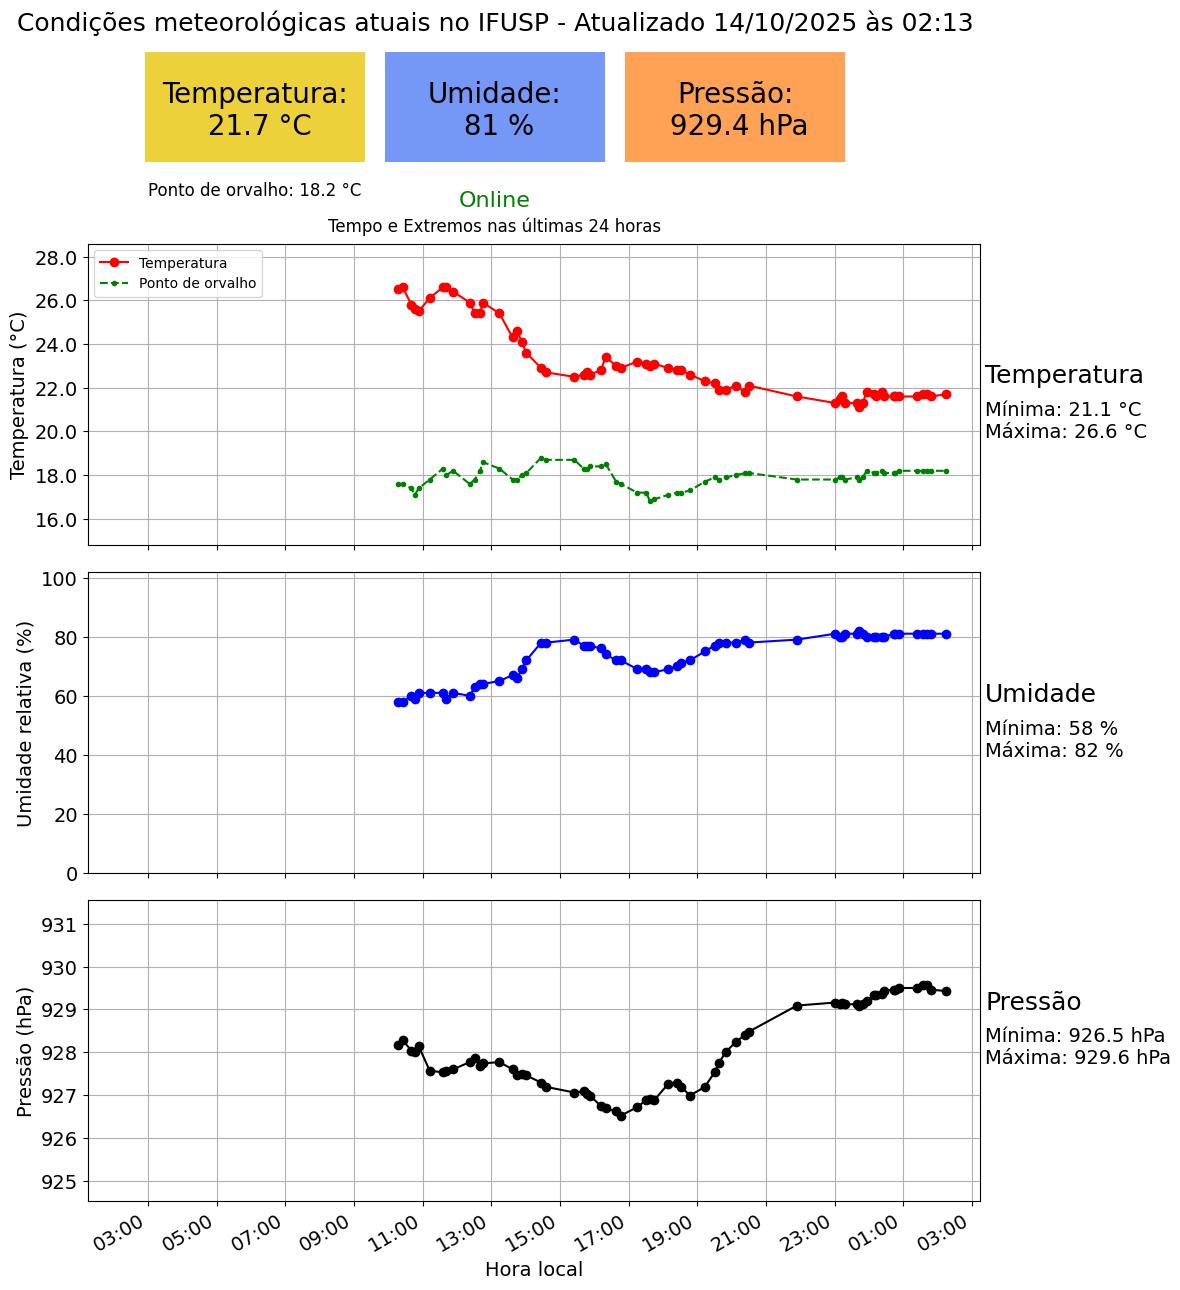 Condições meteorológicas atuais no IFUSP - Atualizado 14/10/2025 às 02:13
Temperatura:
21.7 °C
Umidade:
81 %
Pressão:
929.4 hPa
Ponto de orvalho: 18.2 °C
Online
Tempo e Extremos nas últimas 24 horas
Temperatura (°C)
28.0
26.0
24.0
22.0
20.0
18.0
16.0
Temperatura
Ponto de orvalho
Temperatura
Mínima: 21.1 °C
Máxima: 26.6 °C
Umidade relativa (%)
100
80
60
40
20
0
Umidade
Mínima: 58 %
Máxima: 82 %
Pressão (hPa)
931
930
929
928
927
926
925
Pressão
Mínima: 926.5 hPa
Máxima: 929.6 hPa
03:00 05:00 07:00 09:00 11:00 13:00 15:00 17:00 19:00 21:00 23:00 01:00 03:00
Hora local